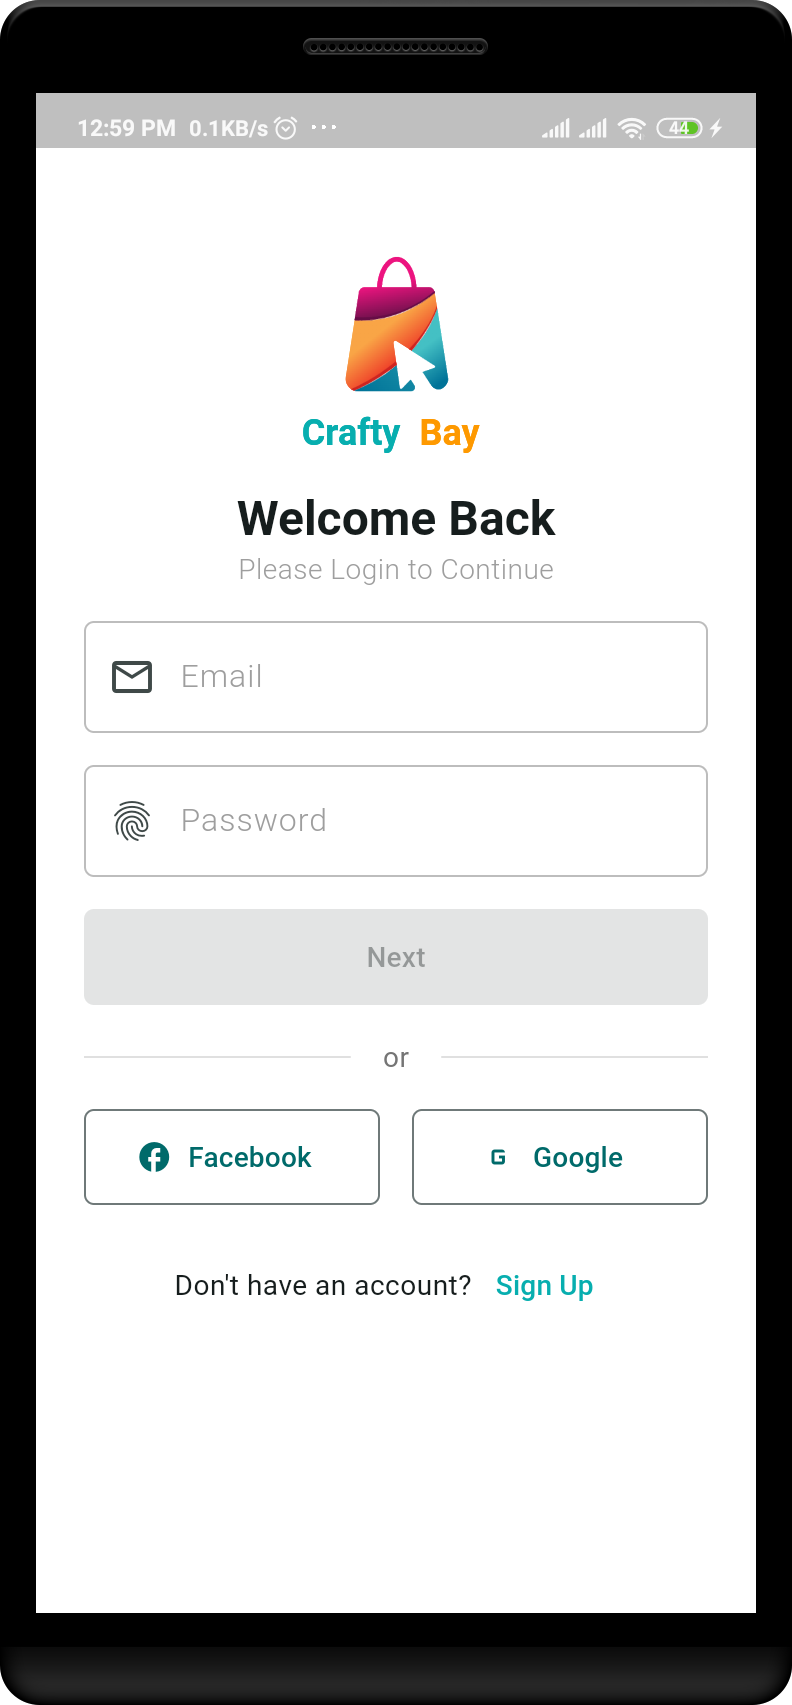 12:59 PM 0.1KB/s ... 44
Crafty Bay
Welcome Back
Please Login to Continue
Email
Password
Next
or
Facebook Google
Don't have an account? Sign Up